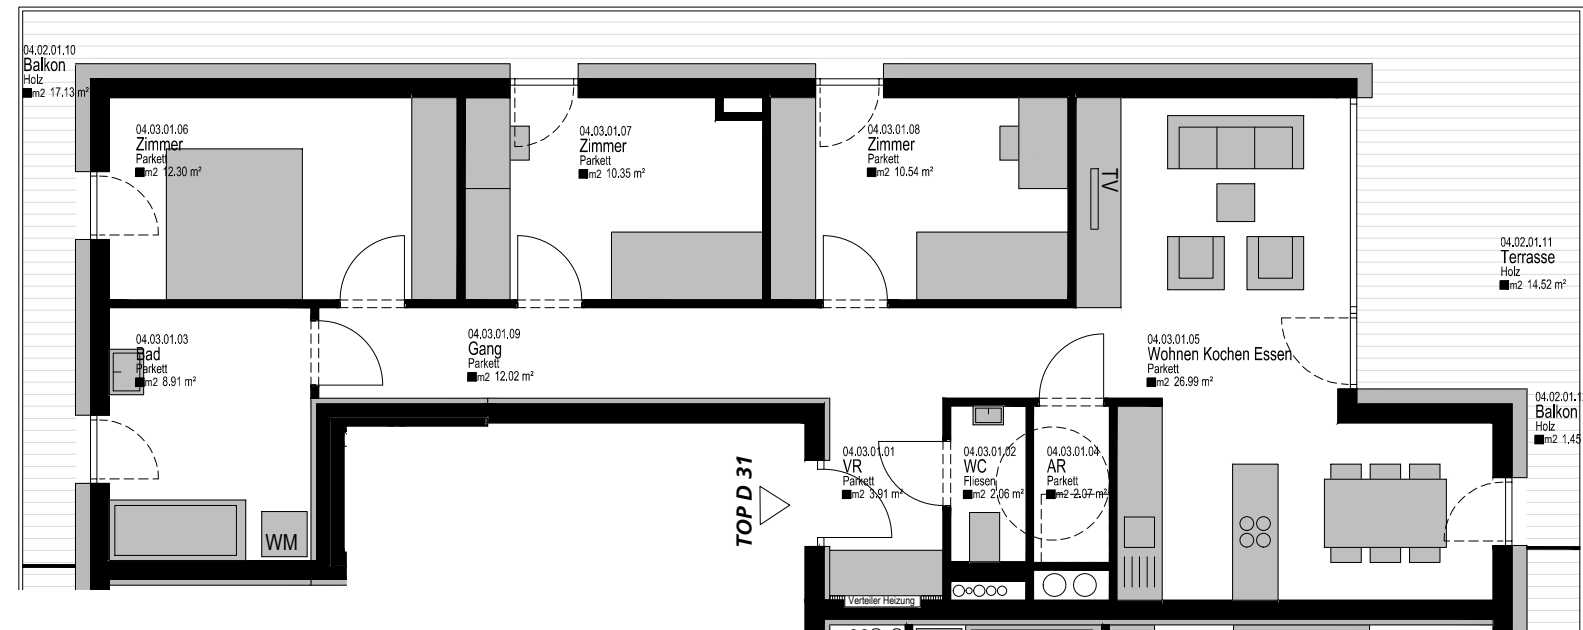 04.02.01.10
Balkon
Holz
m2 17.13 m²
04.03.01.06
Zimmer
Parkett
m2 12.30 m²
04.03.01.07
Zimmer
Parkett
m2 10.35 m²
04.03.01.08
Zimmer
Parkett
m2 10.54 m²
TV
04.02.01.11
Terrasse
Holz
m2 14.52 m²
04.03.01.03
Bad
Parkett
m2 8.91 m²
04.03.01.09
Gang
Parkett
m2 12.02 m²
04.03.01.05
Wohnen Kochen Essen
Parkett
m2 26.99 m²
Balkon
Holz
m2 1.45
04.03.01.01
VR
Parkett
m2 3.91 m²
04.03.01.02
WC
Fliesen
m2 2.06 m²
04.03.01.04
AR
Parkett
m2 2.07 m²
TOP D 31
WM
Verteiler Heizung